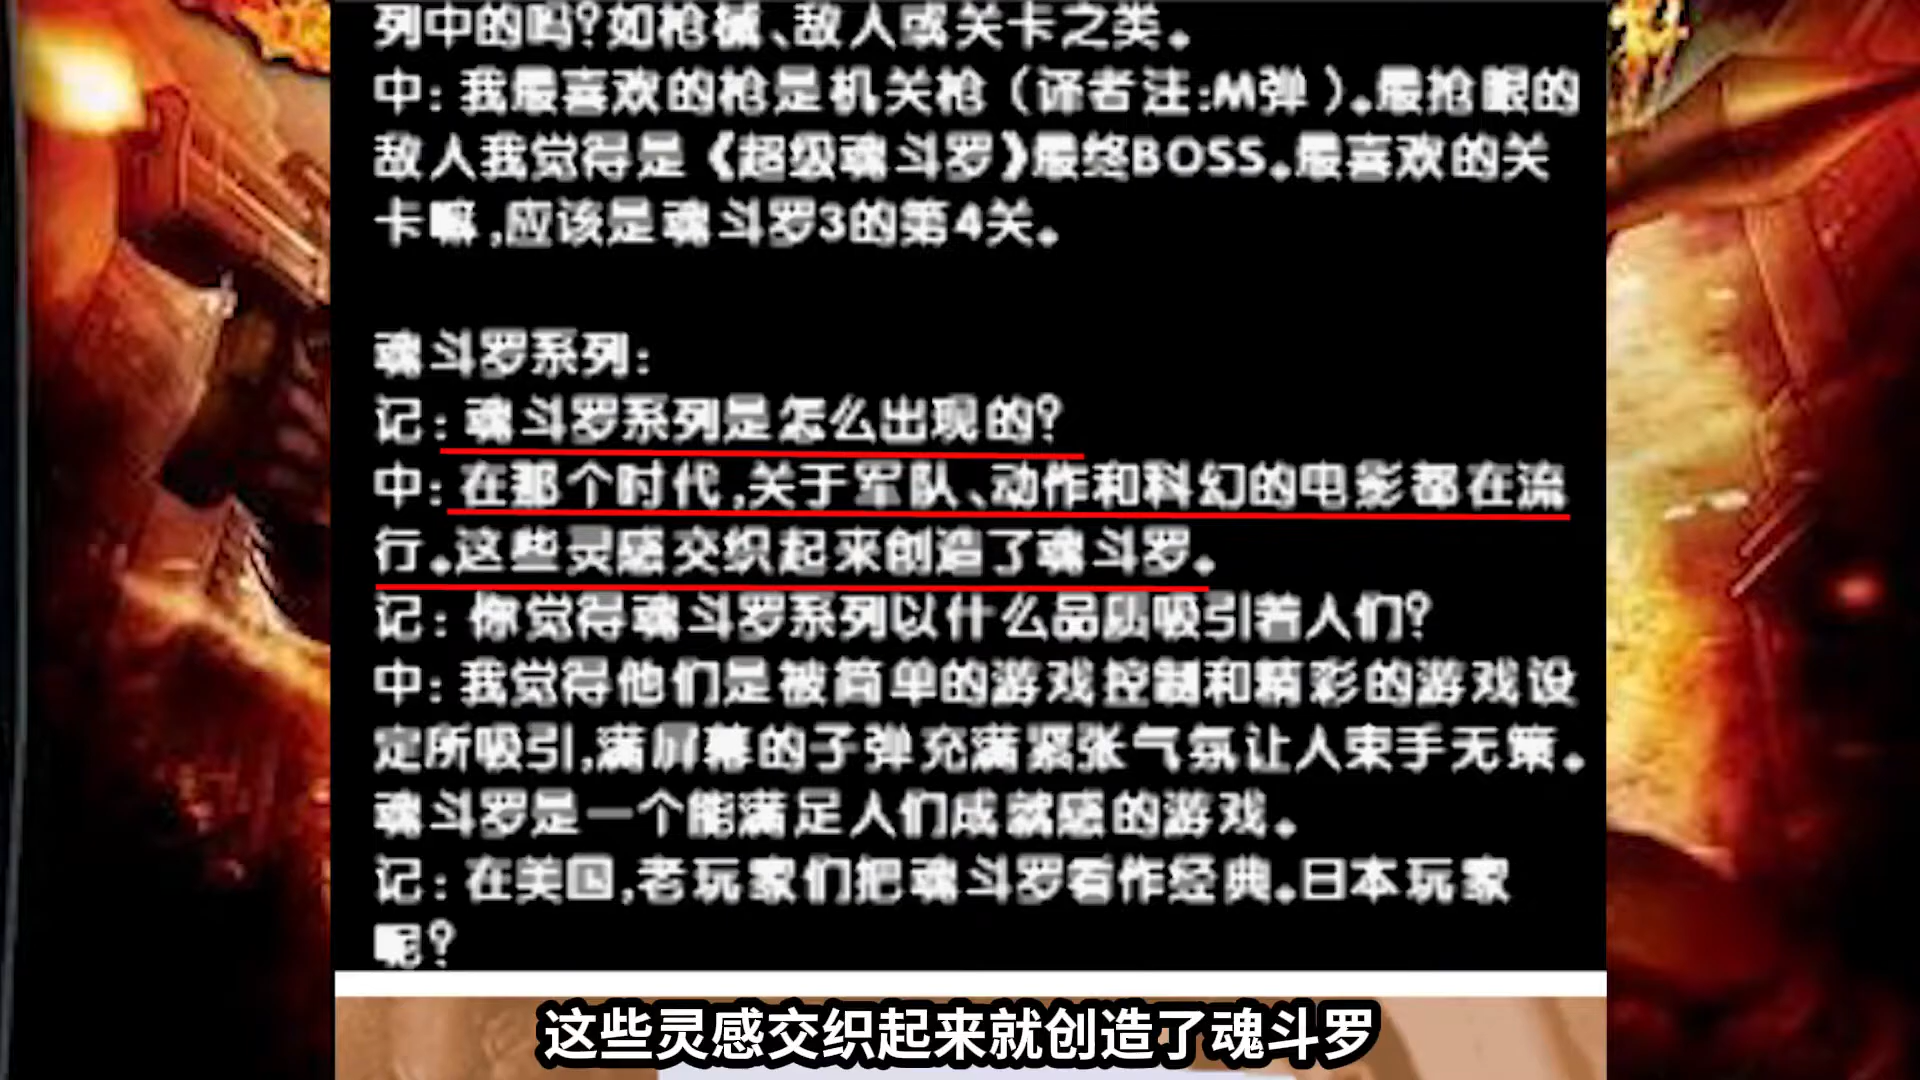 列中的吗?如枪械、敌人或关卡之类。
中:我最喜欢的枪是机关枪(译者注:M弹)。最抢眼的
敌人我觉得是《超级魂斗罗》最终BOSS。最喜欢的关
卡嘛,应该是魂斗罗3的第4关。
魂斗罗系列:
记:魂斗罗系列是怎么出现的?
中:在那个时代,关于军队、动作和科幻的电影都在流
行。这些灵感交织起来创造了魂斗罗。
记:你觉得魂斗罗系列以什么品质吸引着人们?
中:我觉得他们是被简单的游戏控制和精彩的游戏设
定所吸引,满屏幕的子弹充满紧张气氛让人束手无策。
魂斗罗是一个能满足人们成就感的游戏。
记:在美国,老玩家们把魂斗罗看作经典。日本玩家
呢?
这些灵感交织起来就创造了魂斗罗